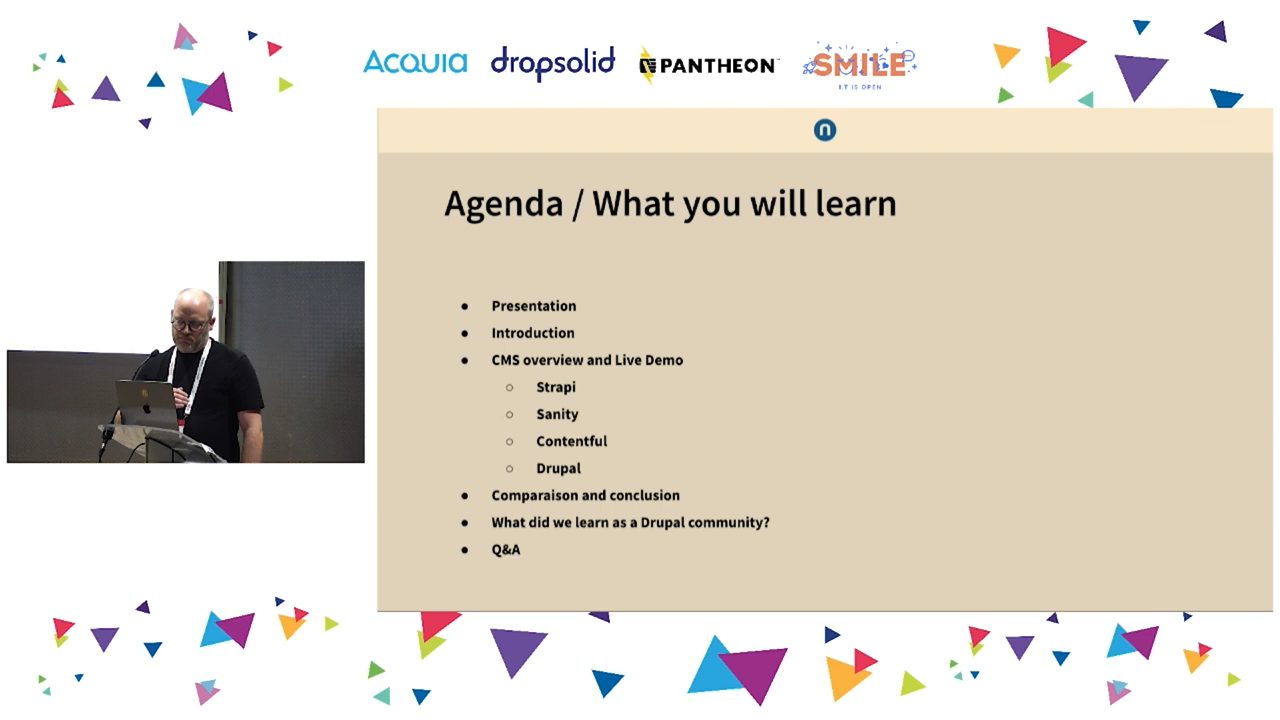 Acquia
dropsolid
PANTHEON
SMILE
I.T IS OPEN
n
Agenda / What you will learn
Presentation
Introduction
CMS overview and Live Demo
Strapi
Sanity
Contentful
Drupal
Comparaison and conclusion
What did we learn as a Drupal community?
Q&A